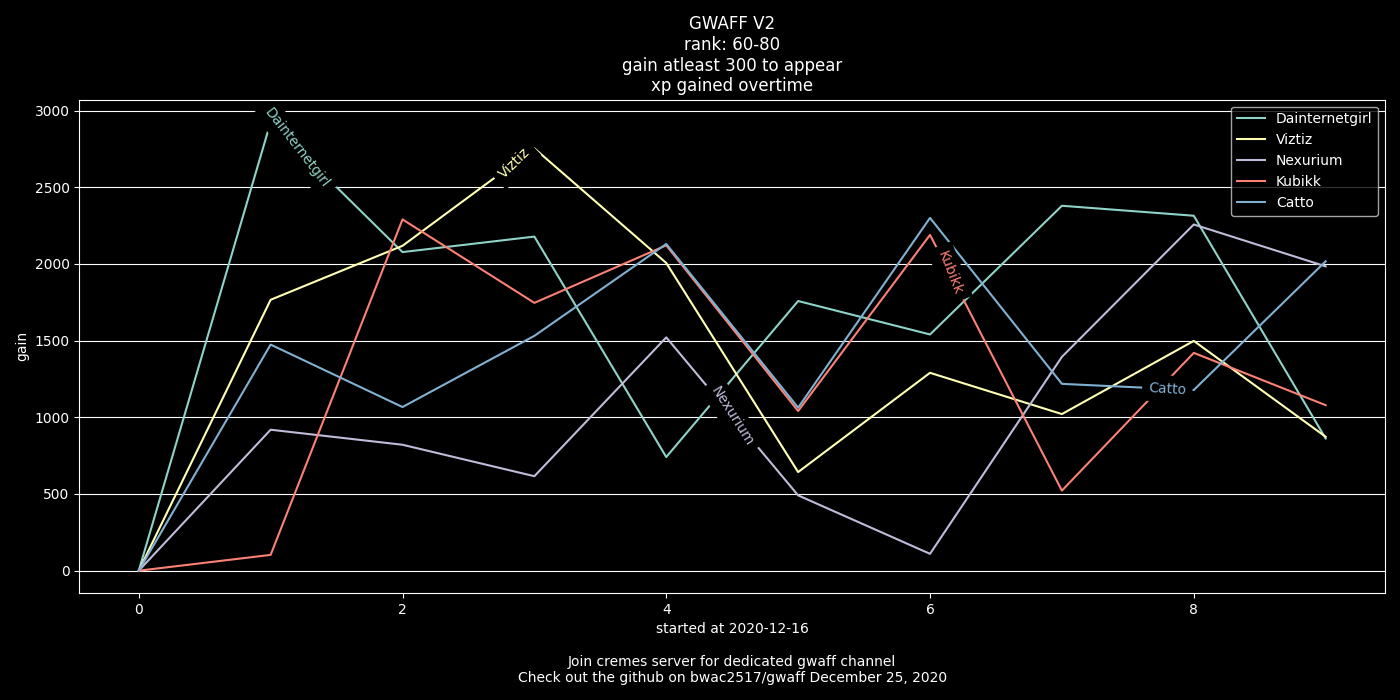 GWAFF V2
rank: 60-80
gain atleast 300 to appear
xp gained overtime
3000
2500
2000
1500
1000
500
0
gain
Dainternetgirl
Viztiz
Nexurium
Kubikk
Catto
Dainternetgirl
Viztiz
Nexurium
Kubikk
Catto
0 2 4 6 8
started at 2020-12-16
Join cremes server for dedicated gwaff channel
Check out the github on bwac2517/gwaff December 25, 2020